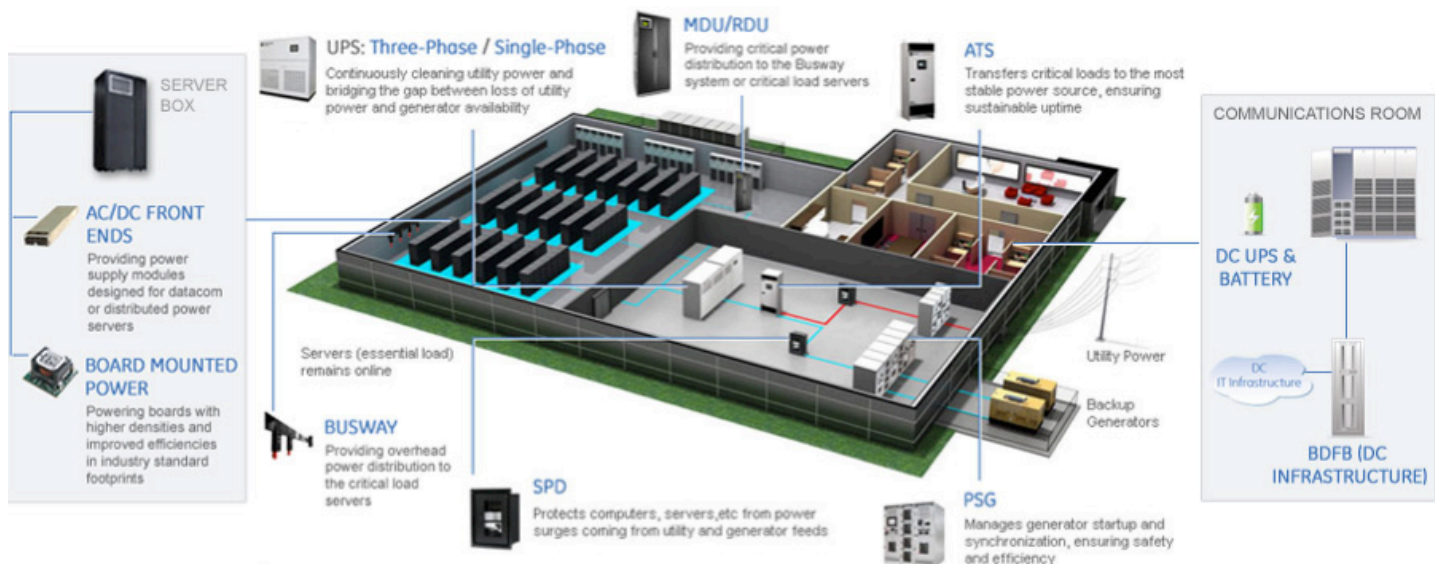 SERVER
BOX
AC/DC FRONT
ENDS
Providing power
supply modules
designed for datacom
or distributed power
servers
BOARD MOUNTED
POWER
Powering boards with
higher densities and
improved efficiencies
in industry standard
footprints
UPS: Three-Phase / Single-Phase
Continuously cleaning utility power and
bridging the gap between loss of utility
power and generator availability
MDU/RDU
Providing critical power
distribution to the Busway
system or critical load servers
ATS
Transfers critical loads to the most
stable power source, ensuring
sustainable uptime
Servers (essential load)
remains online
BUSWAY
Providing overhead
power distribution to
the critical load
servers
SPD
Protects computers, servers,etc from power
surges coming from utility and generator feeds
PSG
Manages generator startup and
synchronization, ensuring safety
and efficiency
Utility Power
Backup
Generators
COMMUNICATIONS ROOM
DC UPS &
BATTERY
DC
IT Infrastructure
BDFB (DC
INFRASTRUCTURE)